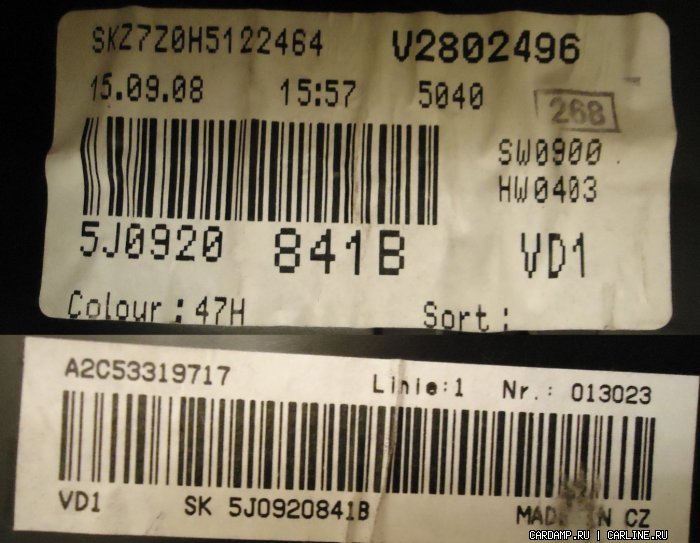 SKZ7Z0H5122464 V2802496
15.09.08 15:57 5040 268
SW0900
HW0403
5J0920 841B VD1
Colour : 47H Sort :
A2C53319717 Linie:1 Nr.: 013023
VD1 SK 5J0920841B MADE IN CZ
CARDAMP.RU | CARLINE.RU